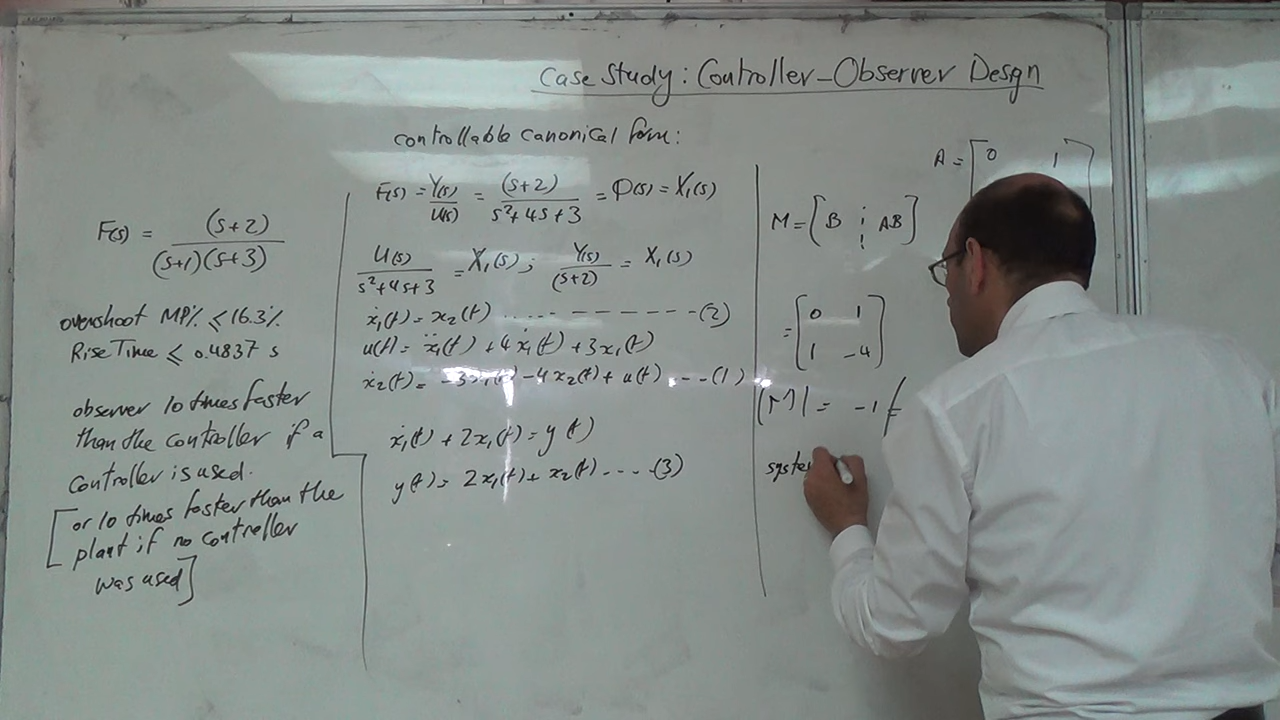 Case Study: Controller-Observer Desgn
controllable canonical form:
F(s) = (s+2) / (s+1)(s+3)
overshoot MP% ≤ 16.3%
Rise Time ≤ 0.4837 s
observer 10 times faster
than the controller if a
controller is used.
[or 10 times faster than the
plant if no controller
was used]
F(s) = Y(s)/U(s) = (s+2) / s²+4s+3 = Φ(s) = X₁(s)
U(s) / s²+4s+3 = X₁(s); Y(s) / (s+2) = X₁(s)
ẋ₁(t) = x₂(t) ------------ (2)
u(t) = ẍ₁(t) + 4ẋ₁(t) + 3x₁(t)
ẋ₂(t) = -3x₁(t) - 4x₂(t) + u(t) ---(1)
ẋ₁(t) + 2x₁(t) = y(t)
y(t) = 2x₁(t) + x₂(t) ----(3)
A = [0 1
M = [B ⋮ AB]
= [0 1
1 -4]
|M| = -1 ≠
syste